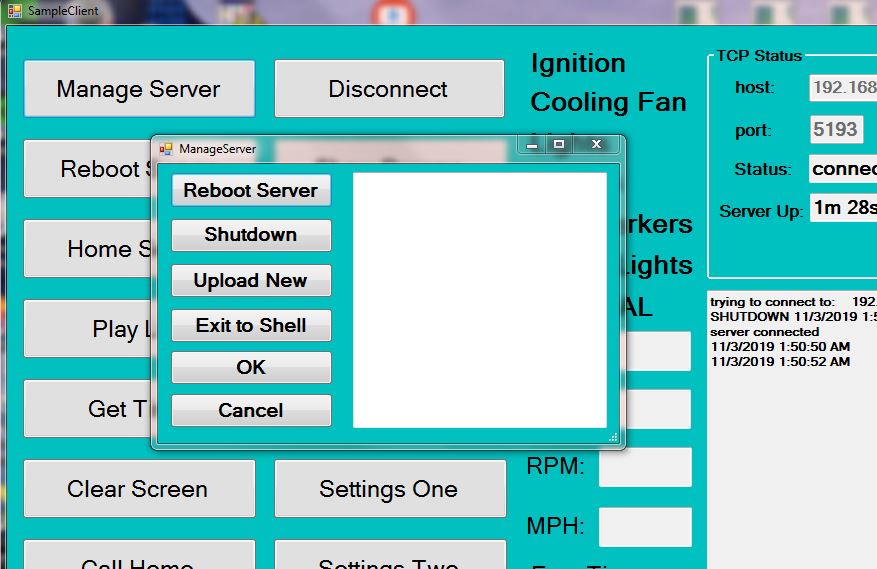 SampleClient
Manage Server
Disconnect
Ignition
Cooling Fan
TCP Status
host: 192.168
port: 5193
Status: connec
Server Up: 1m 28s
Reboot S
ManageServer
Reboot Server
Shutdown
Upload New
Exit to Shell
OK
Cancel
Home S
Play L
Get T
rkers
Lights
AL
trying to connect to: 192.
SHUTDOWN 11/3/2019 1:5
server connected
11/3/2019 1:50:50 AM
11/3/2019 1:50:52 AM
Clear Screen
Settings One
RPM:
MPH:
Call Home
Settings Two